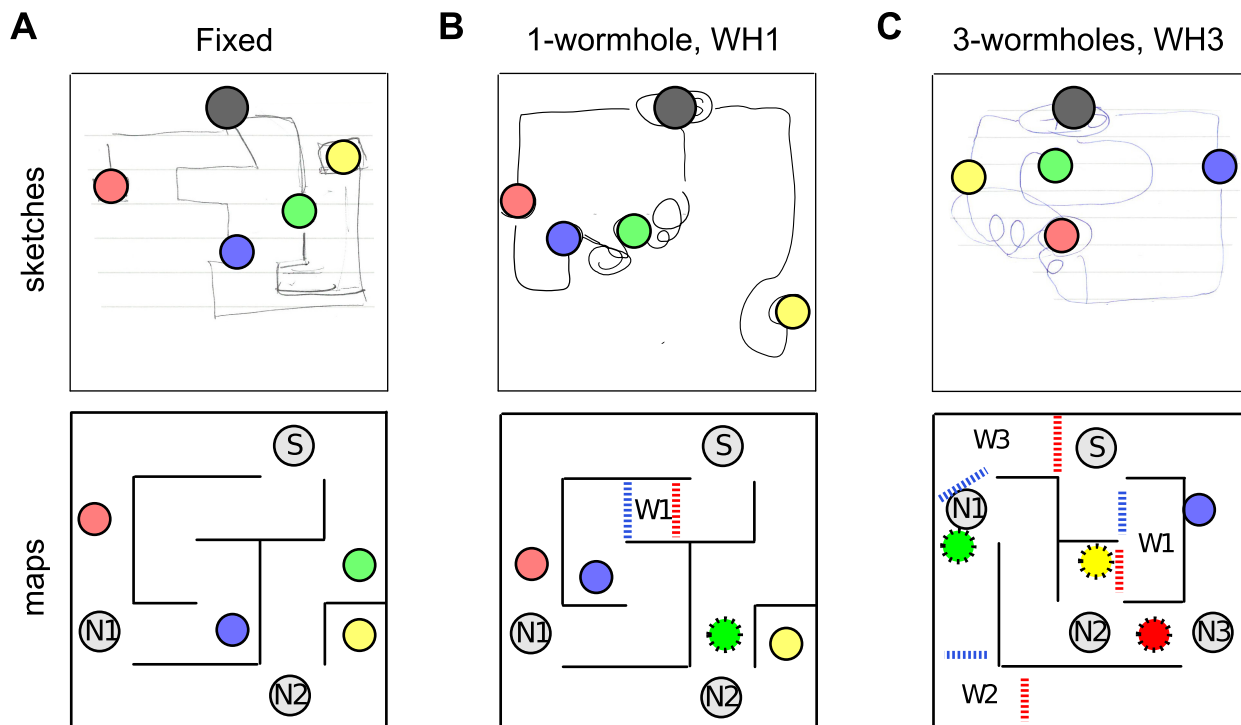 A
Fixed
B
1-wormhole, WH1
C
3-wormholes, WH3
sketches
maps
S
N1
N2
S
W1
N1
N2
W3
S
N1
W1
N2
N3
W2